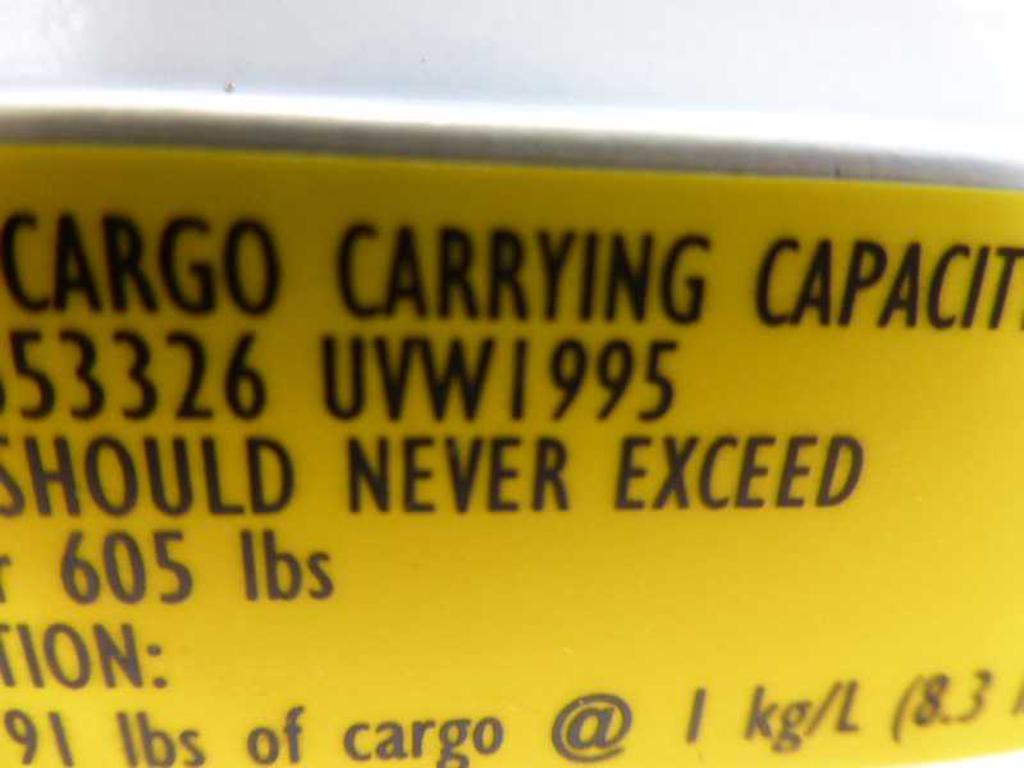 CARGO CARRYING CAPACIT
53326 UVW1995
SHOULD NEVER EXCEED
r 605 lbs
TION:
91 lbs of cargo @ 1 kg/L (8.3 l